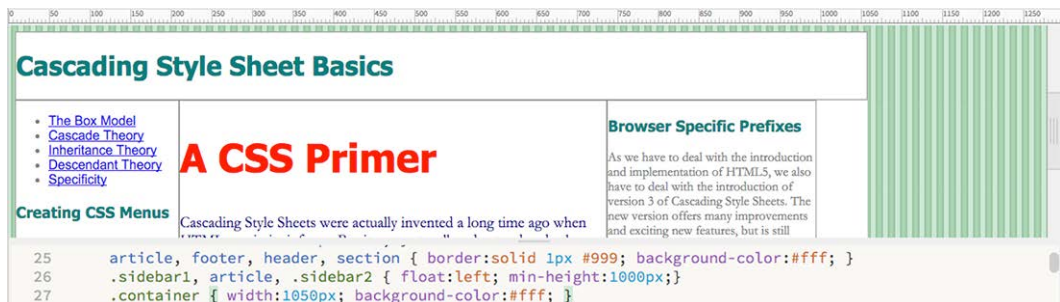 0 50 100 150 200 250 300 350 400 450 500 550 600 650 700 750 800 850 900 950 1000 1050 1100 1150 1200 1250
Cascading Style Sheet Basics
The Box Model
Cascade Theory
Inheritance Theory
Descendant Theory
Specificity
Creating CSS Menus
A CSS Primer
Cascading Style Sheets were actually invented a long time ago when
Browser Specific Prefixes
As we have to deal with the introduction
and implementation of HTML5, we also
have to deal with the introduction of
version 3 of Cascading Style Sheets. The
new version offers many improvements
and exciting new features, but is still
25 article, footer, header, section { border:solid 1px #999; background-color:#fff; }
26 .sidebar1, article, .sidebar2 { float:left; min-height:1000px;}
27 .container { width:1050px; background-color:#fff; }